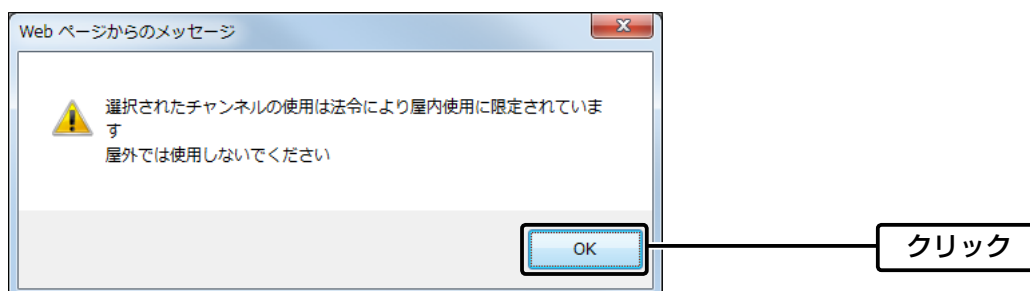 Web ページからのメッセージ
選択されたチャンネルの使用は法令により屋内使用に限定されていま
す
屋外では使用しないでください
OK
クリック